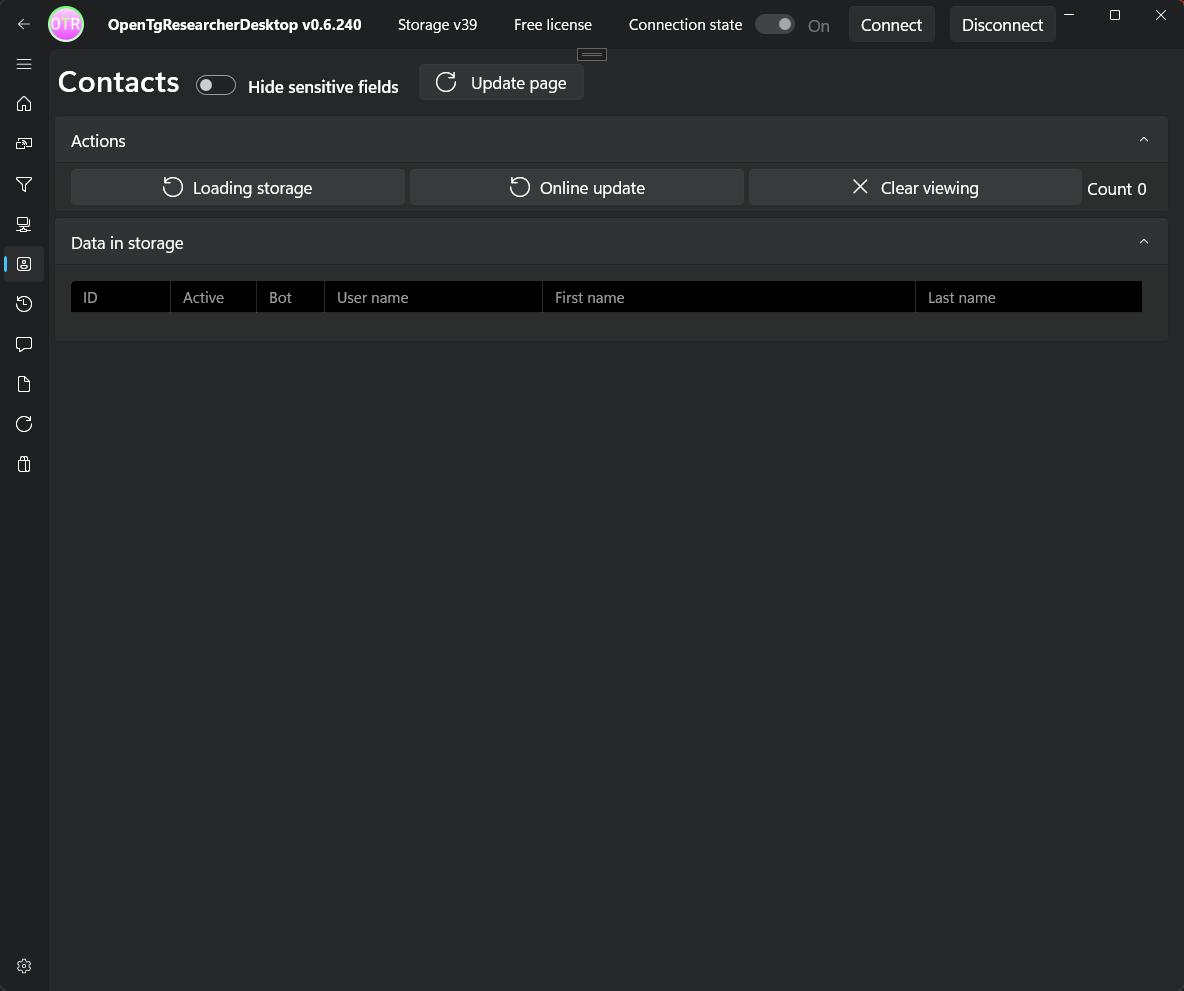 OTR OpenTgResearcherDesktop v0.6.240 Storage v39 Free license Connection state On Connect Disconnect
Contacts Hide sensitive fields Update page
Actions
Loading storage Online update Clear viewing Count 0
Data in storage
ID Active Bot User name First name Last name